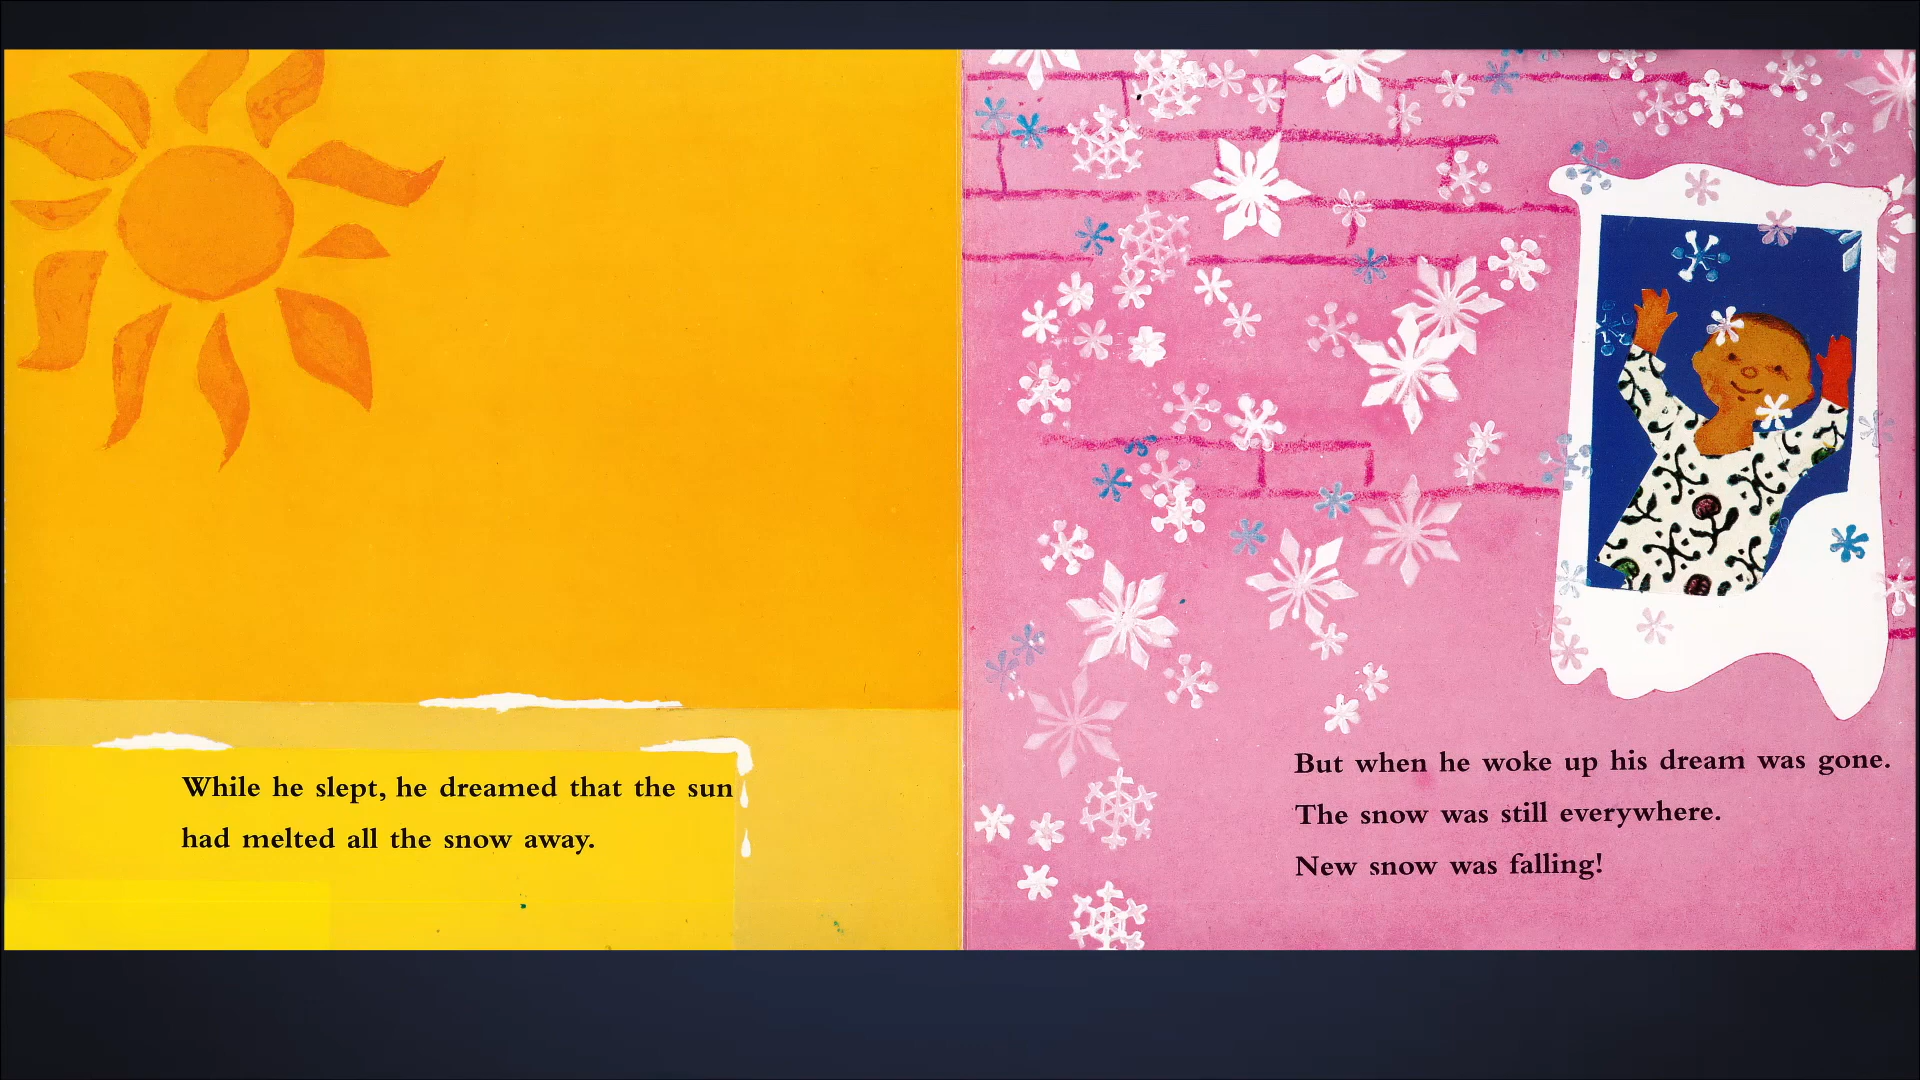 While he slept, he dreamed that the sun
had melted all the snow away.
But when he woke up his dream was gone.
The snow was still everywhere.
New snow was falling!